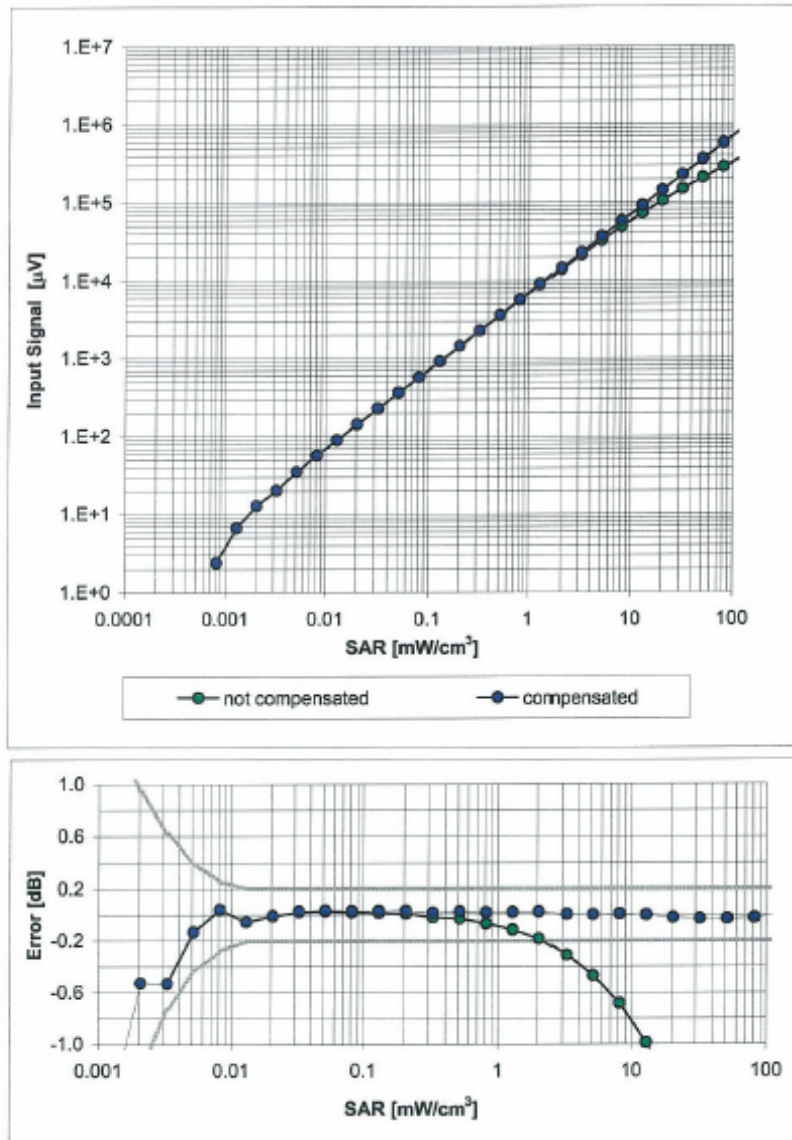 1.E+7
1.E+6
1.E+5
1.E+4
1.E+3
1.E+2
1.E+1
1.E+0
Input Signal [µV]
0.0001 0.001 0.01 0.1 1 10 100
SAR [mW/cm³]
not compensated compensated
1.0
0.6
0.2
-0.2
-0.6
-1.0
Error [dB]
0.001 0.01 0.1 1 10 100
SAR [mW/cm³]